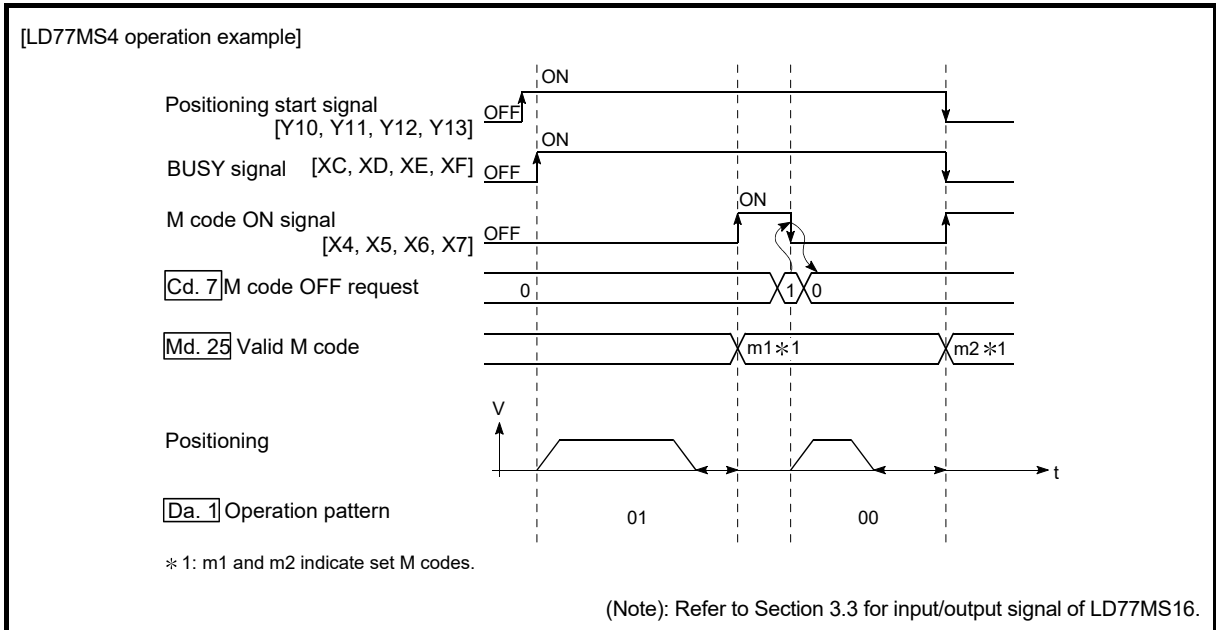 [LD77MS4 operation example]
ON
Positioning start signal
[Y10, Y11, Y12, Y13]
OFF
ON
BUSY signal [XC, XD, XE, XF]
OFF
ON
M code ON signal
[X4, X5, X6, X7]
OFF
Cd. 7 M code OFF request
0
1
0
Md. 25 Valid M code
m1*1
m2*1
V
Positioning
t
Da. 1 Operation pattern
01
00
*1: m1 and m2 indicate set M codes.
(Note): Refer to Section 3.3 for input/output signal of LD77MS16.